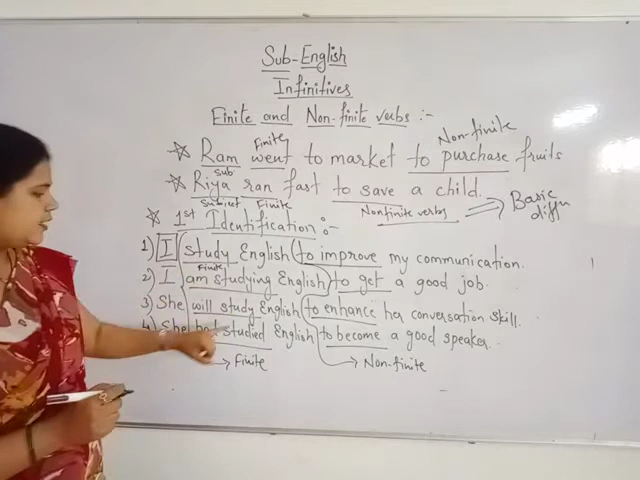 Sub-English
Infinitives
Finite and Non-finite verbs :-
Finite Non-finite
☆ Ram went to market to purchase fruits
Sub
☆ Riya ran fast to save a child.
Subject Finite Nonfinite verbs ⇒ Basic diffn
☆ 1st Identification :-
1) I study English to improve my communication.
Finite
2) I am studying English to get a good job.
3) She will study English to enhance her conversation skill.
4) She had studied English to become a good speaker.
→ Finite → Non-finite